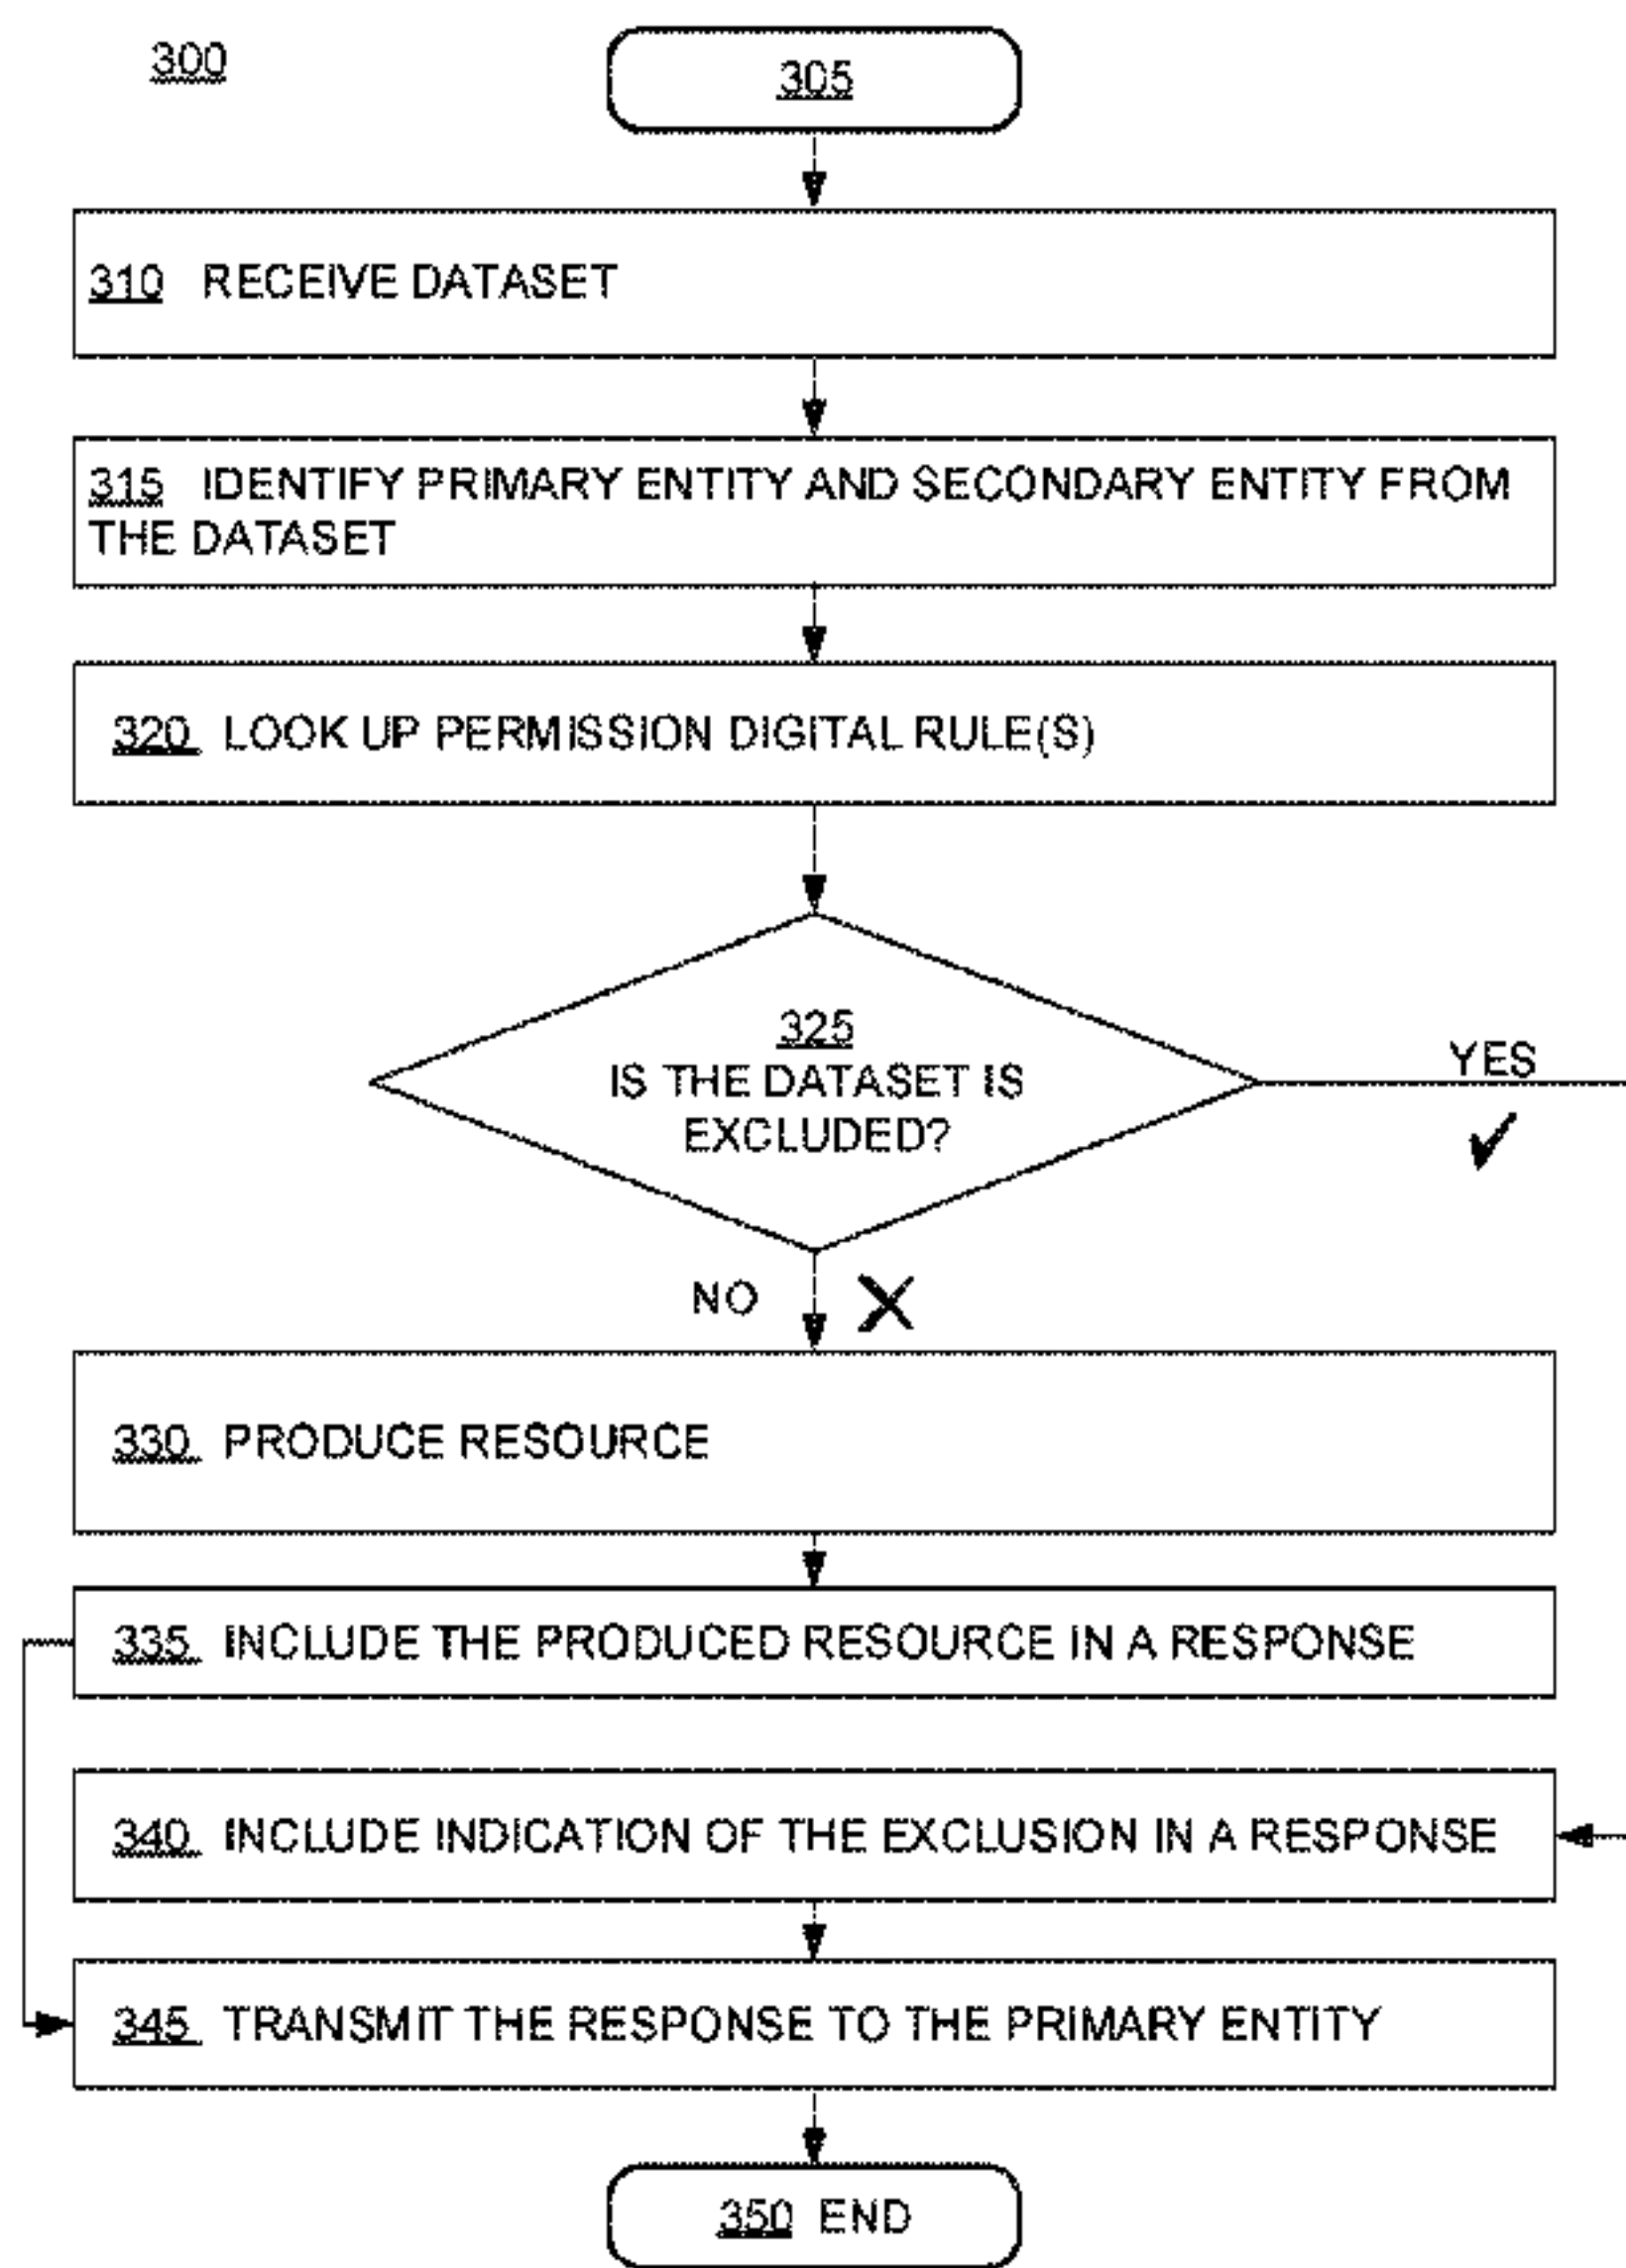 300
305
310 RECEIVE DATASET
315 IDENTIFY PRIMARY ENTITY AND SECONDARY ENTITY FROM
THE DATASET
320 LOOK UP PERMISSION DIGITAL RULE(S)
325
IS THE DATASET IS
EXCLUDED?
YES
NO
330 PRODUCE RESOURCE
335 INCLUDE THE PRODUCED RESOURCE IN A RESPONSE
340 INCLUDE INDICATION OF THE EXCLUSION IN A RESPONSE
345 TRANSMIT THE RESPONSE TO THE PRIMARY ENTITY
350 END